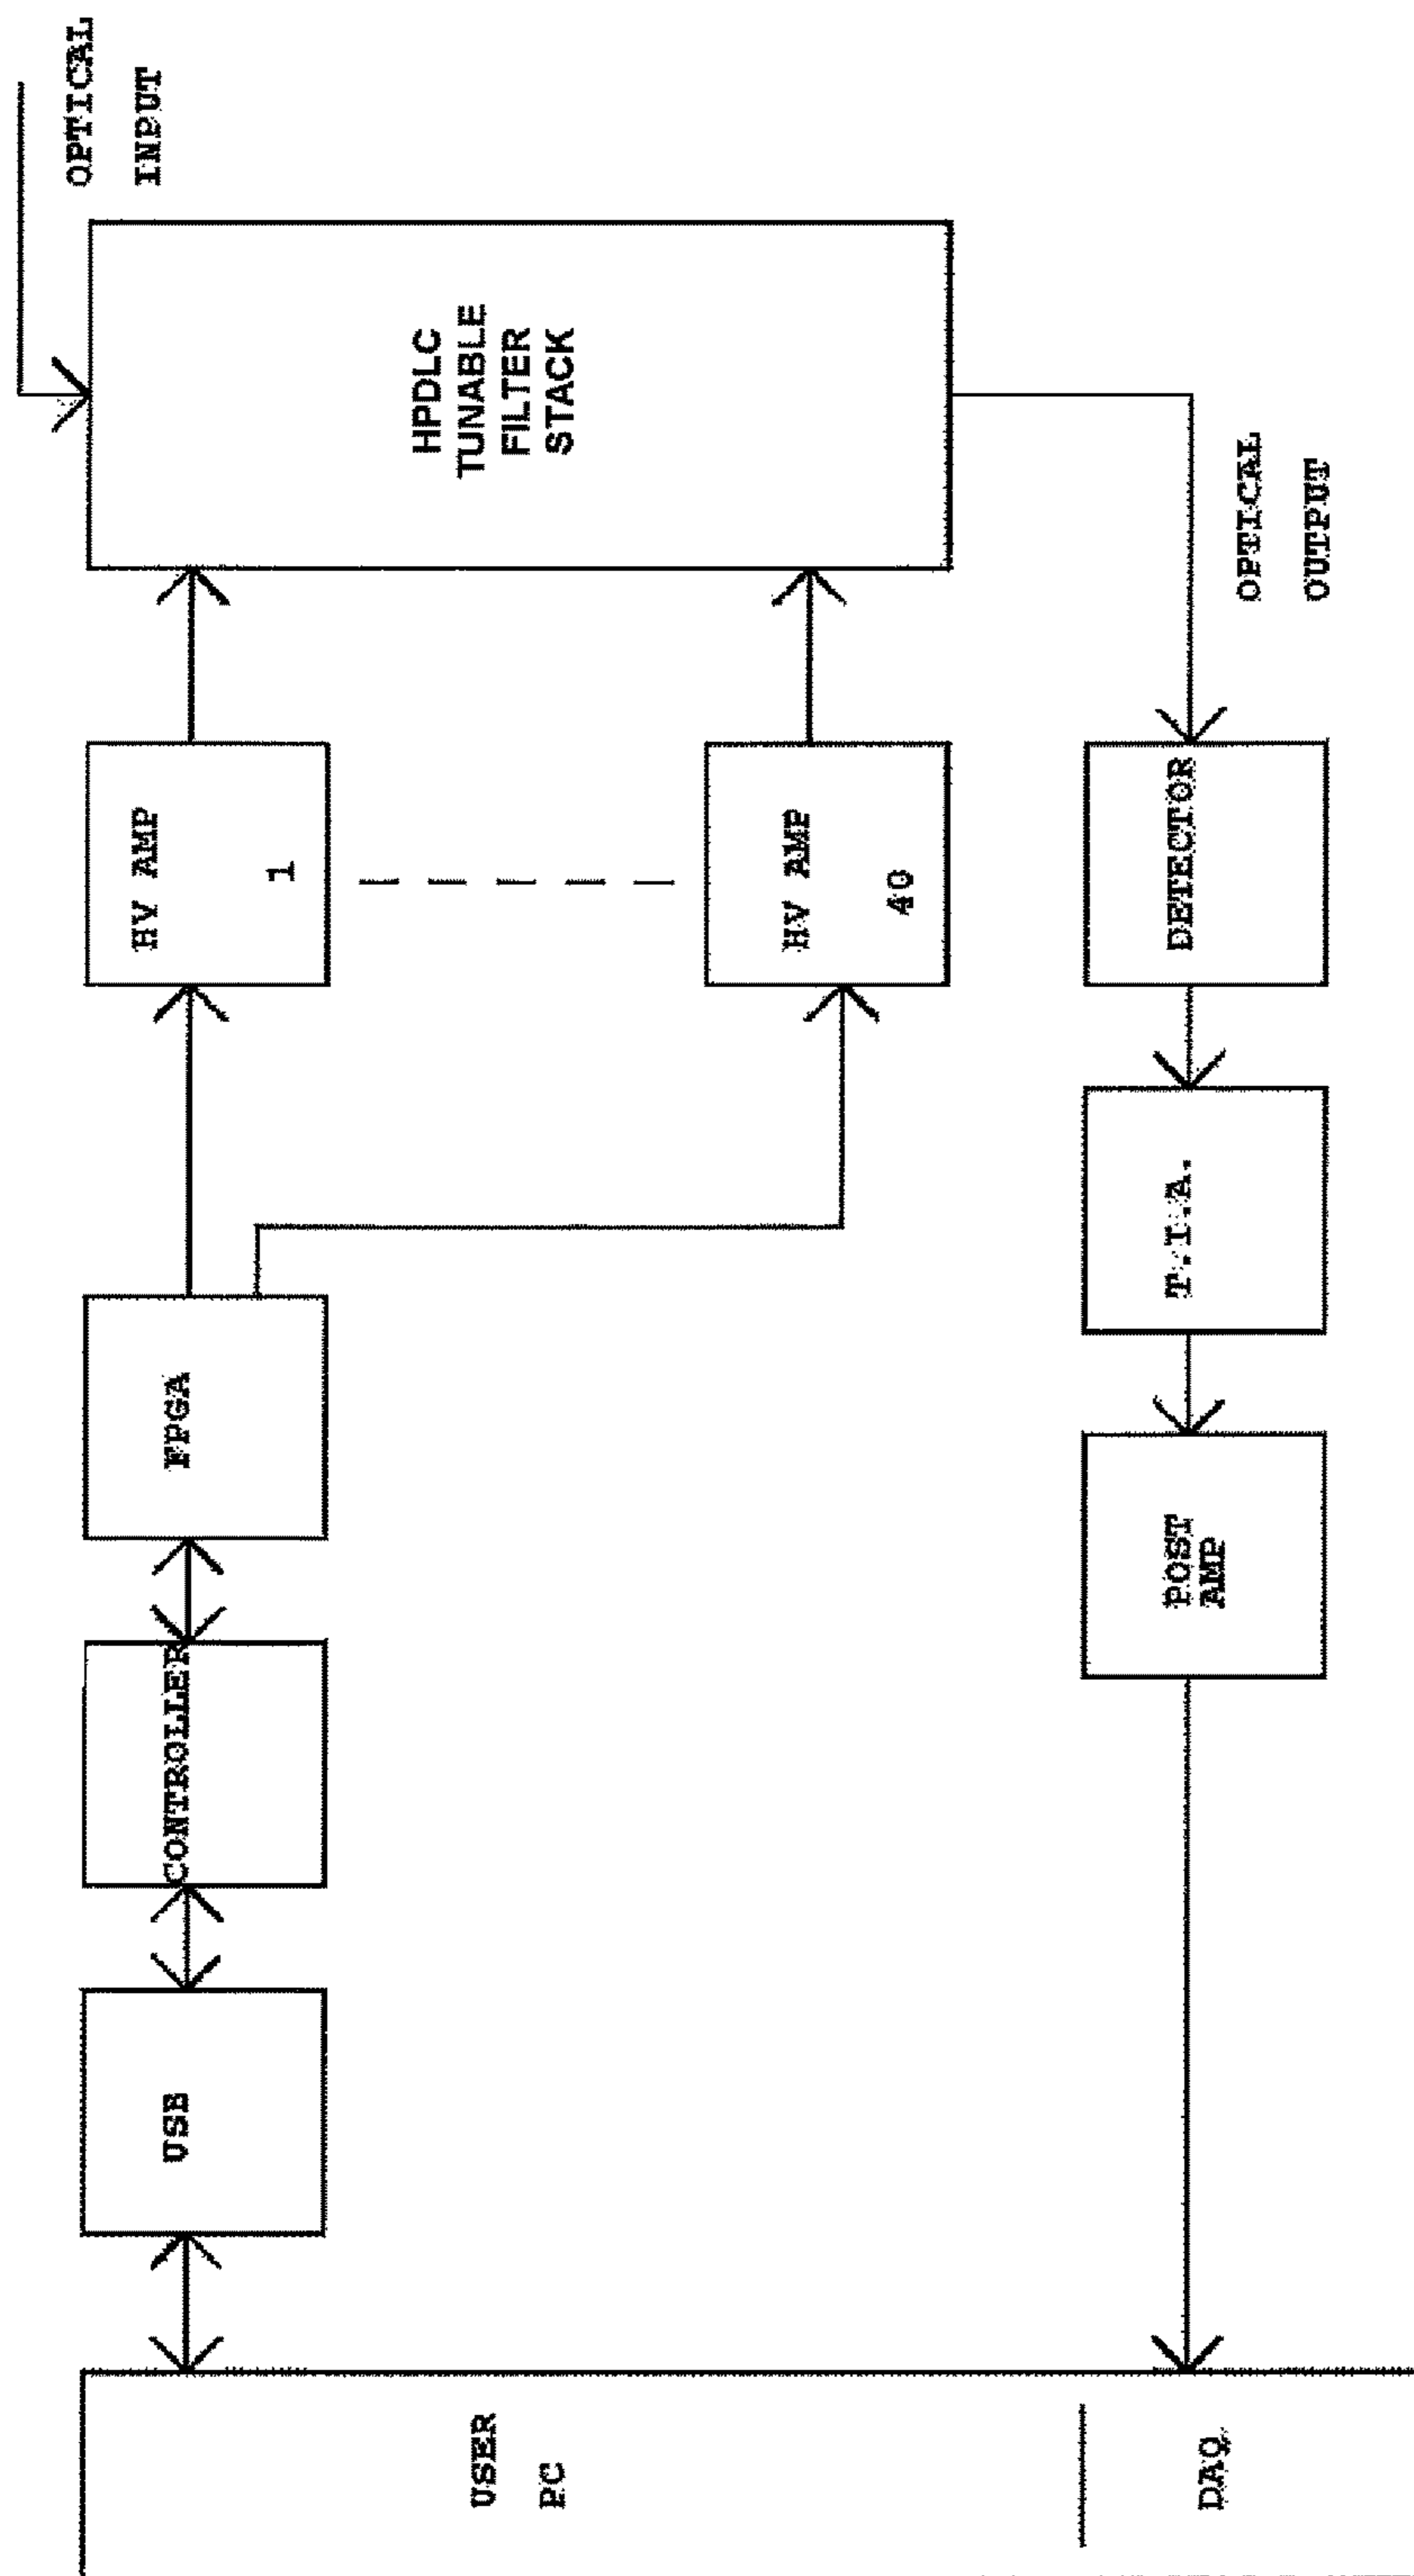 USER
PC
DAQ
USB
CONTROLLER
FPGA
HV AMP
1
HV AMP
40
HPDLC
TUNABLE
FILTER
STACK
OPTICAL
INPUT
OPTICAL
OUTPUT
DETECTOR
T.I.A.
POST
AMP